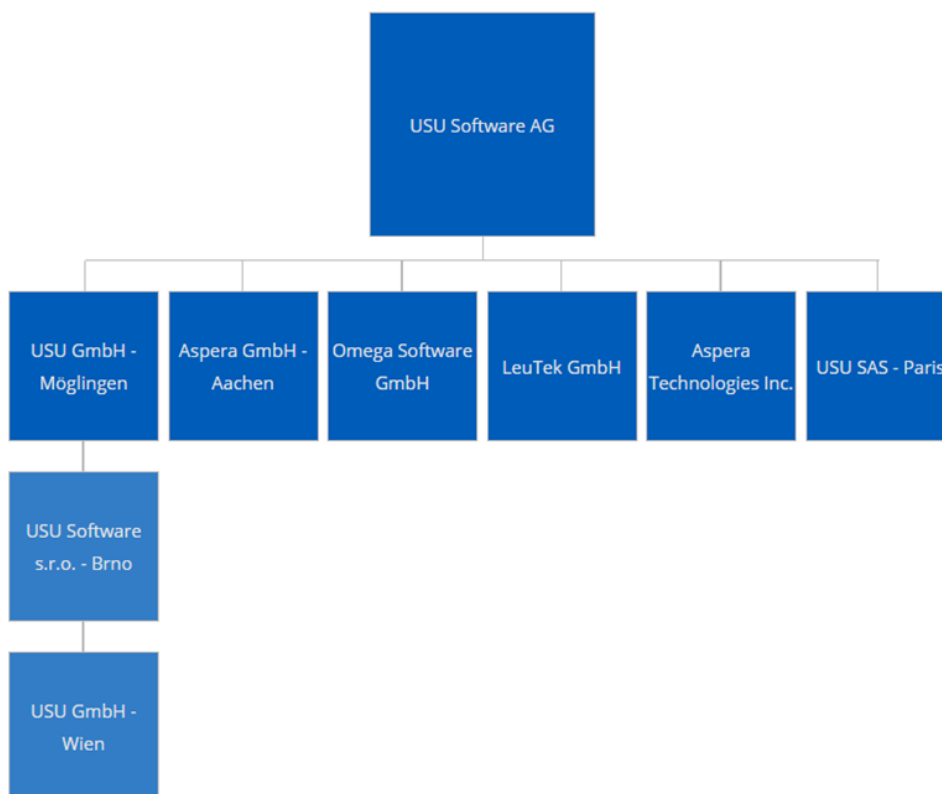 USU Software AG
USU GmbH -
Möglingen
Aspera GmbH -
Aachen
Omega Software
GmbH
LeuTek GmbH
Aspera
Technologies Inc.
USU SAS - Paris
USU Software
s.r.o. - Brno
USU GmbH -
Wien